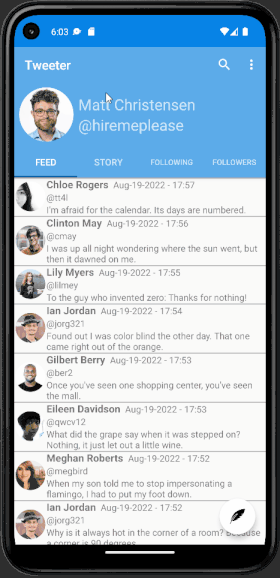 6:03
Tweeter
Matt Christensen
@hiremeplease
FEED STORY FOLLOWING FOLLOWERS
Chloe Rogers Aug-19-2022 - 17:57
@tt4l
I'm afraid for the calendar. Its days are numbered.
Clinton May Aug-19-2022 - 17:56
@cmay
I was up all night wondering where the sun went, but
then it dawned on me.
Lily Myers Aug-19-2022 - 17:55
@lilmey
To the guy who invented zero: Thanks for nothing!
Ian Jordan Aug-19-2022 - 17:54
@jorg321
Found out I was color blind the other day. That one
came right out of the orange.
Gilbert Berry Aug-19-2022 - 17:53
@ber2
Once you've seen one shopping center, you've seen
the mall.
Eileen Davidson Aug-19-2022 - 17:53
@qwcv12
What did the grape say when it was stepped on?
Nothing, it just let out a little wine.
Meghan Roberts Aug-19-2022 - 17:52
@megbird
When my son told me to stop impersonating a
flamingo, I had to put my foot down.
Ian Jordan Aug-19-2022 - 17:52
@jorg321
Why is it always hot in the corner of a room? Because
a corner is 90 degrees.